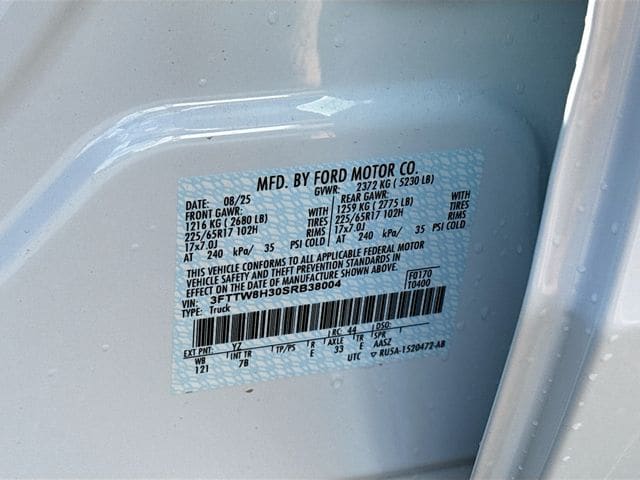 MFD. BY FORD MOTOR CO.
DATE: 08/25 GVWR: 2372 KG ( 5230 LB)
FRONT GAWR: REAR GAWR:
1216 KG ( 2680 LB) WITH 1259 KG ( 2775 LB) WITH
225/65R17 102H TIRES 225/65R17 102H TIRES
17x7.0J RIMS 17x7.0J RIMS
AT 240 kPa/ 35 PSI COLD AT 240 kPa/ 35 PSI COLD
THIS VEHICLE CONFORMS TO ALL APPLICABLE FEDERAL MOTOR
VEHICLE SAFETY AND THEFT PREVENTION STANDARDS IN EFFECT
ON THE DATE OF MANUFACTURE SHOWN ABOVE.
VIN: 3FTTW8H30SRB38004 F0170
TYPE: Truck T0400
EXT PNT: YZ RC: 44 DSO:
WB INT TR TP/PS R AXLE TR SPR
121 7B E 33 E AASZ
UTC RU5A-1520472-AB